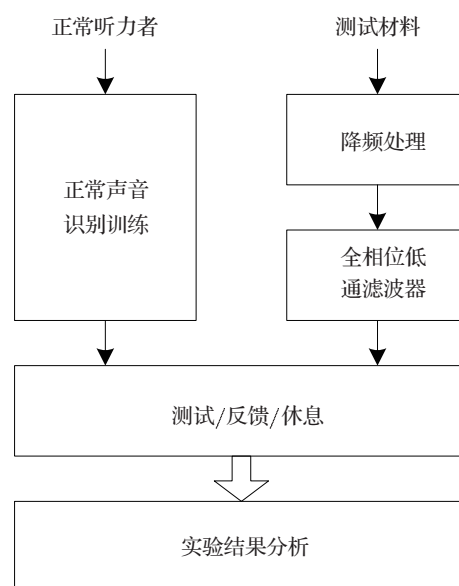 正常听力者
测试材料
正常声音
识别训练
降频处理
全相位低
通滤波器
测试/反馈/休息
实验结果分析